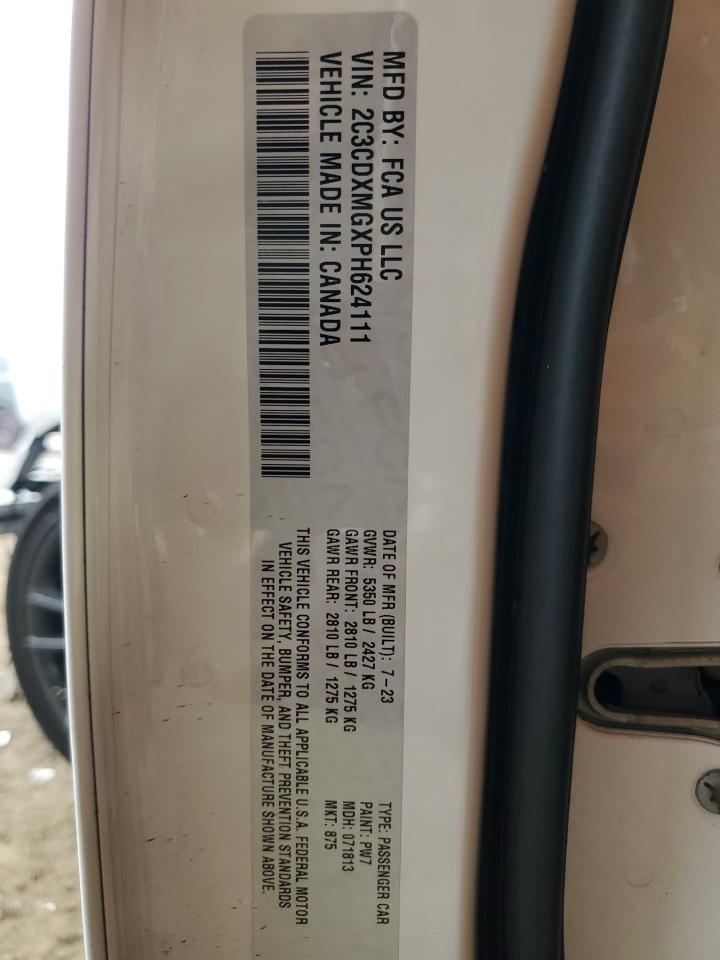 MFD BY: FCA US LLC
VIN: 2C3CDXMGXPH624111
VEHICLE MADE IN: CANADA
DATE OF MFR (BUILT): 7-23
GVWR: 5350 LB / 2427 KG
GAWR FRONT: 2810 LB / 1275 KG
GAWR REAR: 2810 LB / 1275 KG
TYPE: PASSENGER CAR
PAINT: PW7
MDH: 071813
MKT: 875
THIS VEHICLE CONFORMS TO ALL APPLICABLE U.S.A. FEDERAL MOTOR
VEHICLE SAFETY, BUMPER, AND THEFT PREVENTION STANDARDS
IN EFFECT ON THE DATE OF MANUFACTURE SHOWN ABOVE.